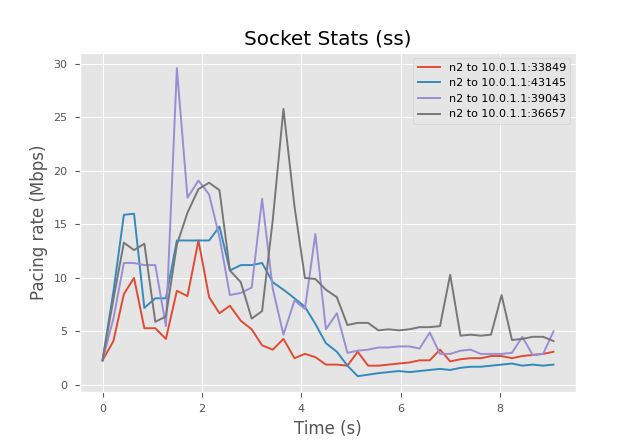 Socket Stats (ss)
n2 to 10.0.1.1:33849
n2 to 10.0.1.1:43145
n2 to 10.0.1.1:39043
n2 to 10.0.1.1:36657
Pacing rate (Mbps)
30
25
20
15
10
5
0
0 2 4 6 8
Time (s)